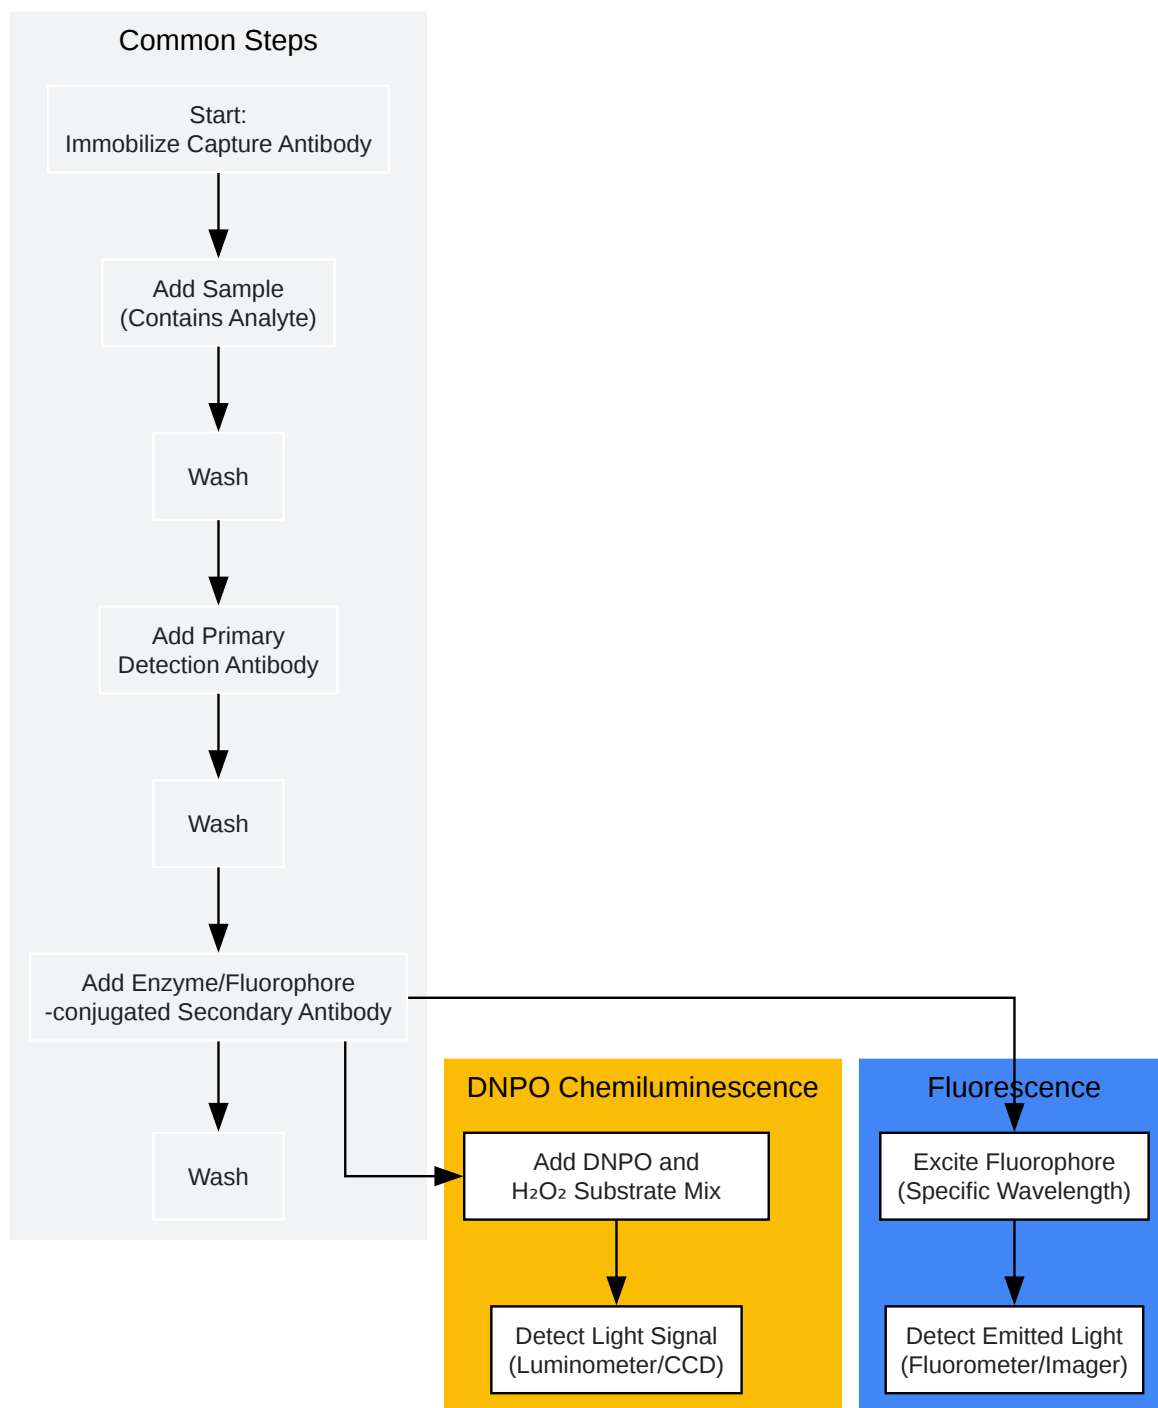 Common Steps
Start:
Immobilize Capture Antibody
Add Sample
(Contains Analyte)
Wash
Add Primary
Detection Antibody
Wash
Add Enzyme/Fluorophore
-conjugated Secondary Antibody
Wash
DNPO Chemiluminescence
Add DNPO and
H₂O₂ Substrate Mix
Detect Light Signal
(Luminometer/CCD)
Fluorescence
Excite Fluorophore
(Specific Wavelength)
Detect Emitted Light
(Fluorometer/Imager)